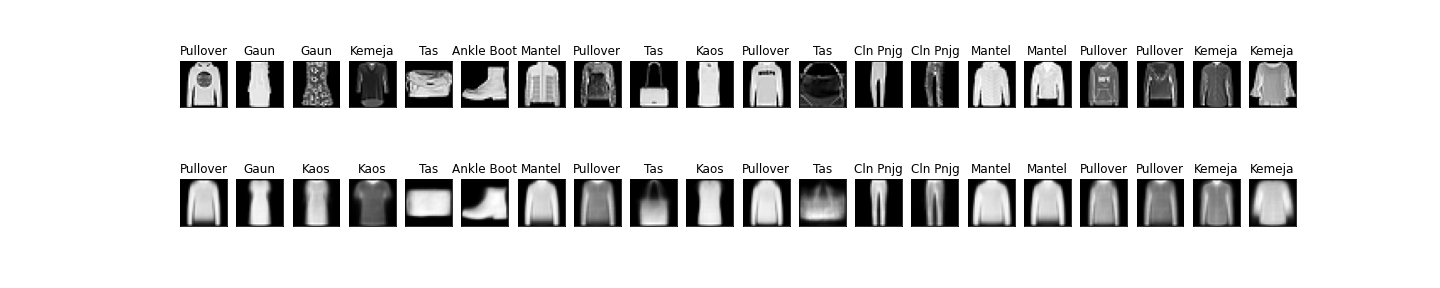 Pullover Gaun Gaun Kemeja Tas Ankle Boot Mantel Pullover Tas Kaos Pullover Tas Cln Pnjg Cln Pnjg Mantel Mantel Pullover Pullover Kemeja Kemeja
Pullover Gaun Kaos Kaos Tas Ankle Boot Mantel Pullover Tas Kaos Pullover Tas Cln Pnjg Cln Pnjg Mantel Mantel Pullover Pullover Kemeja Kemeja